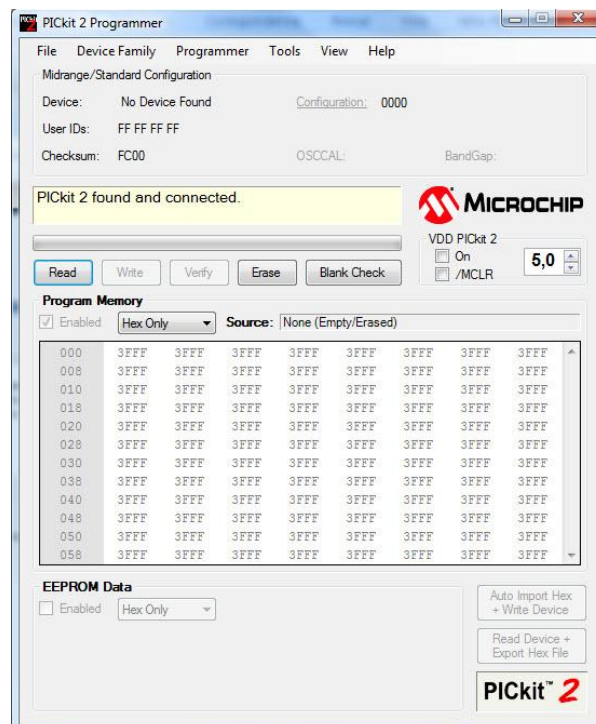 PICkit 2 Programmer
File Device Family Programmer Tools View Help
Midrange/Standard Configuration
Device: No Device Found Configuration: 0000
User IDs: FF FF FF FF
Checksum: FC00 OSCCAL: BandGap:
PICkit 2 found and connected.
MICROCHIP
VDD PICkit 2
On
/MCLR
5,0
Read Write Verify Erase Blank Check
Program Memory
Enabled Hex Only Source: None (Empty/Erased)
000 3FFF 3FFF 3FFF 3FFF 3FFF 3FFF 3FFF 3FFF
008 3FFF 3FFF 3FFF 3FFF 3FFF 3FFF 3FFF 3FFF
010 3FFF 3FFF 3FFF 3FFF 3FFF 3FFF 3FFF 3FFF
018 3FFF 3FFF 3FFF 3FFF 3FFF 3FFF 3FFF 3FFF
020 3FFF 3FFF 3FFF 3FFF 3FFF 3FFF 3FFF 3FFF
028 3FFF 3FFF 3FFF 3FFF 3FFF 3FFF 3FFF 3FFF
030 3FFF 3FFF 3FFF 3FFF 3FFF 3FFF 3FFF 3FFF
038 3FFF 3FFF 3FFF 3FFF 3FFF 3FFF 3FFF 3FFF
040 3FFF 3FFF 3FFF 3FFF 3FFF 3FFF 3FFF 3FFF
048 3FFF 3FFF 3FFF 3FFF 3FFF 3FFF 3FFF 3FFF
050 3FFF 3FFF 3FFF 3FFF 3FFF 3FFF 3FFF 3FFF
058 3FFF 3FFF 3FFF 3FFF 3FFF 3FFF 3FFF 3FFF
EEPROM Data
Enabled Hex Only
Auto Import Hex
+ Write Device
Read Device +
Export Hex File
PICkit™ 2